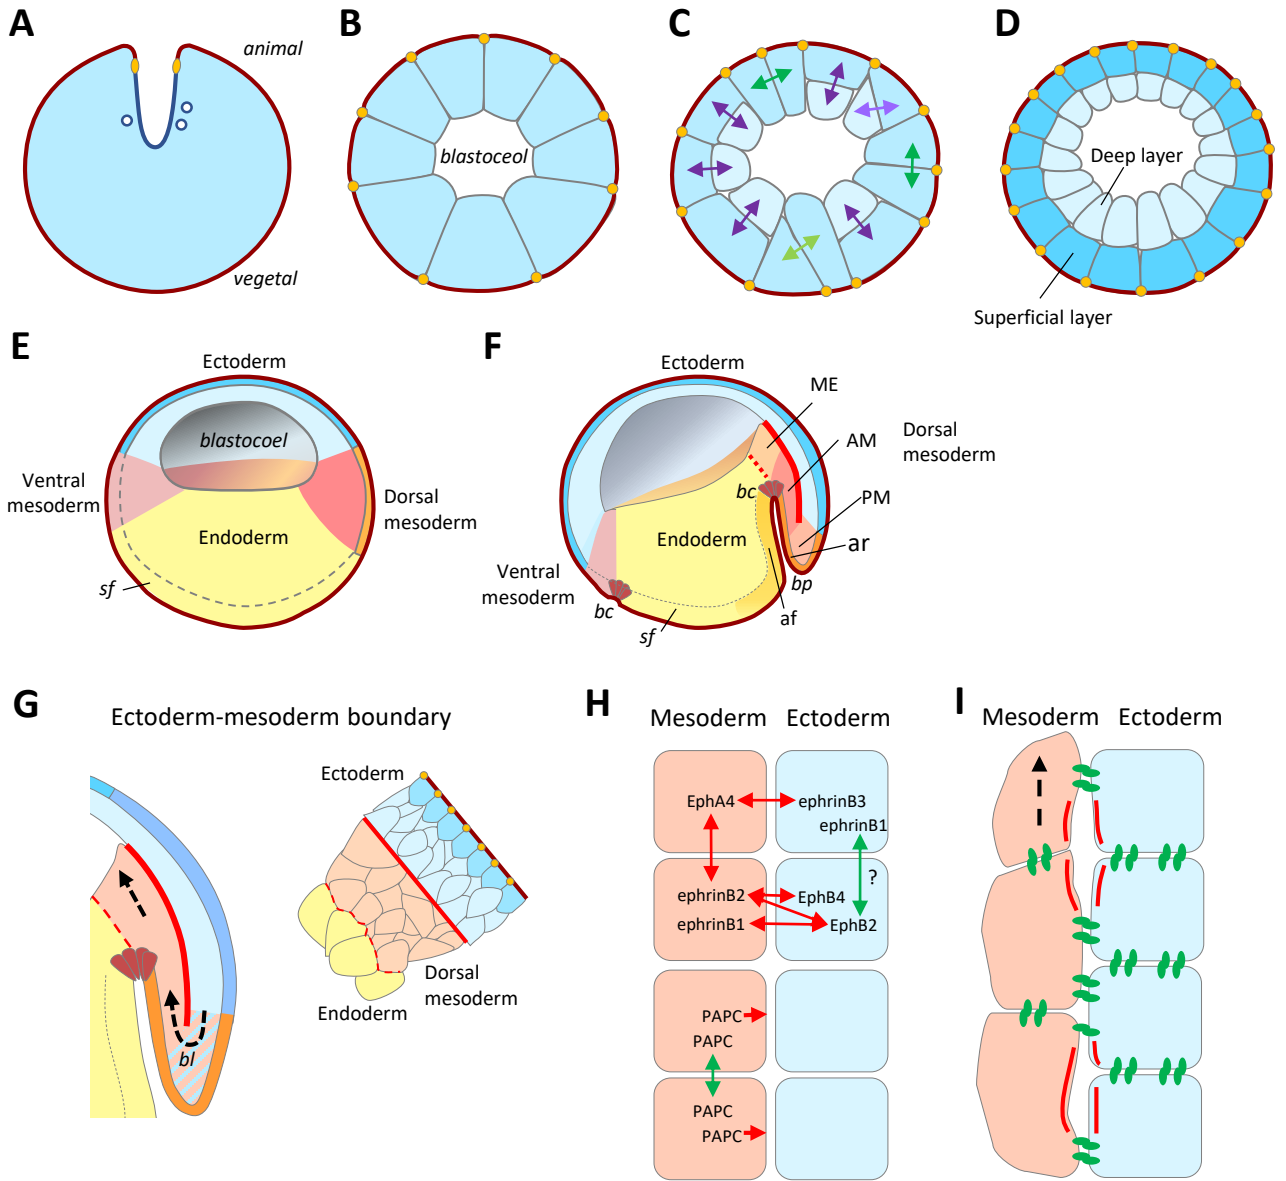 A
animal
vegetal
B
blastoceol
C
D
Deep layer
Superficial layer
E
Ectoderm
blastocoel
Ventral
mesoderm
Dorsal
mesoderm
Endoderm
sf
F
Ectoderm
ME
AM
Dorsal
mesoderm
PM
bc
Endoderm
ar
bp
Ventral
mesoderm
bc
sf
af
G
Ectoderm-mesoderm boundary
bl
Ectoderm
Dorsal
mesoderm
Endoderm
H
Mesoderm
Ectoderm
EphA4
ephrinB3
ephrinB1
?
ephrinB2
EphB4
ephrinB1
EphB2
PAPC
PAPC
PAPC
PAPC
I
Mesoderm
Ectoderm